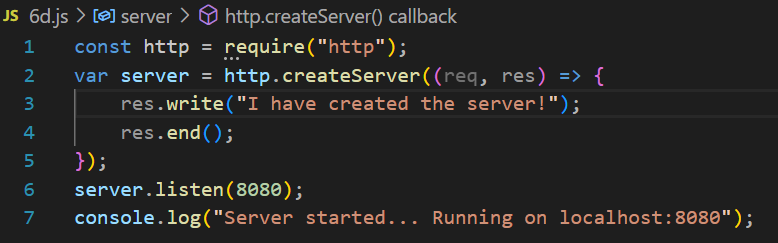 JS 6d.js > server > http.createServer() callback
1 const http = require("http");
2 var server = http.createServer((req, res) => {
3     res.write("I have created the server!");
4     res.end();
5 });
6 server.listen(8080);
7 console.log("Server started... Running on localhost:8080");